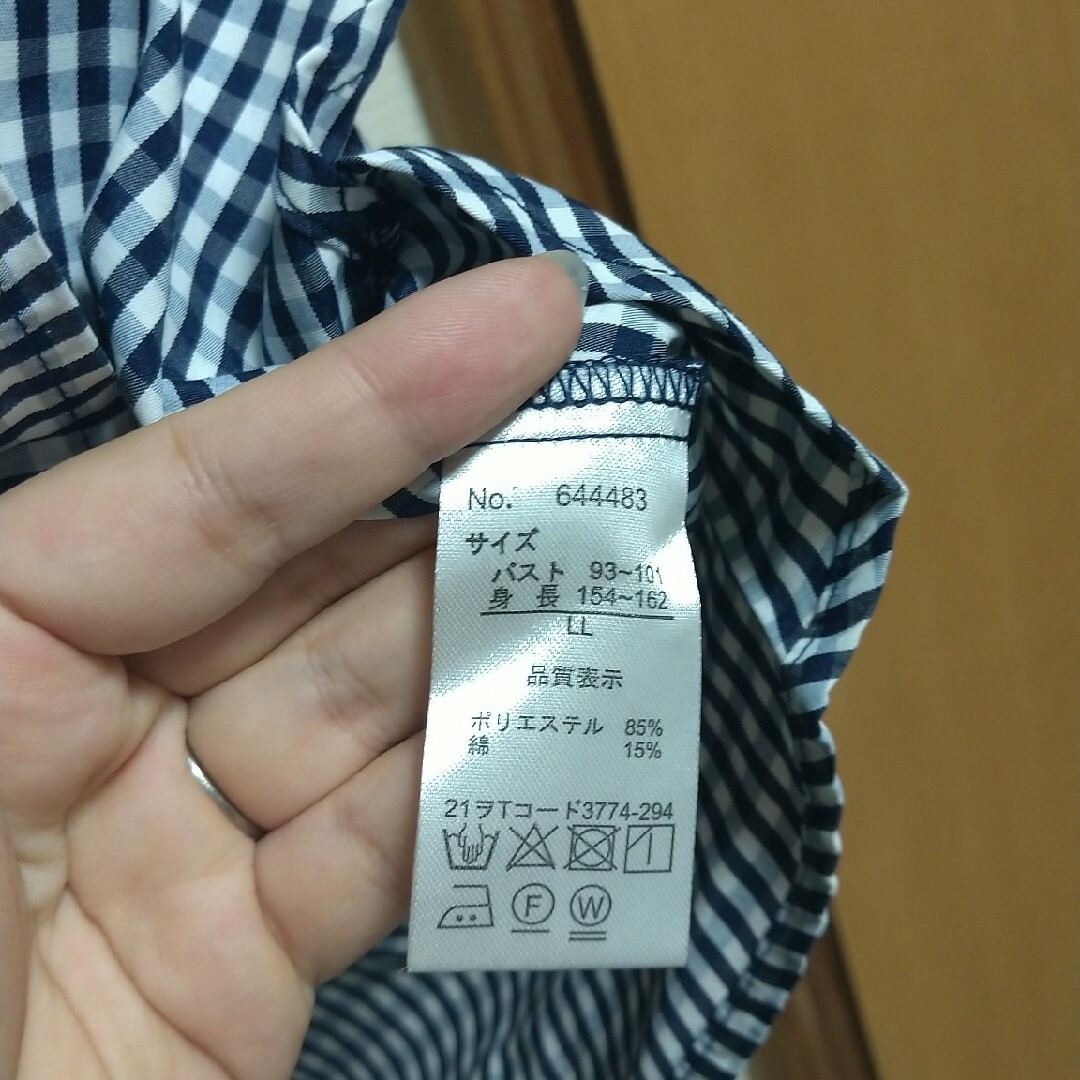 No. 644483
サイズ
バスト 93~101
身 長 154~162
LL
品質表示
ポリエステル 85%
綿 15%
21ヲTコード3774-294
F W